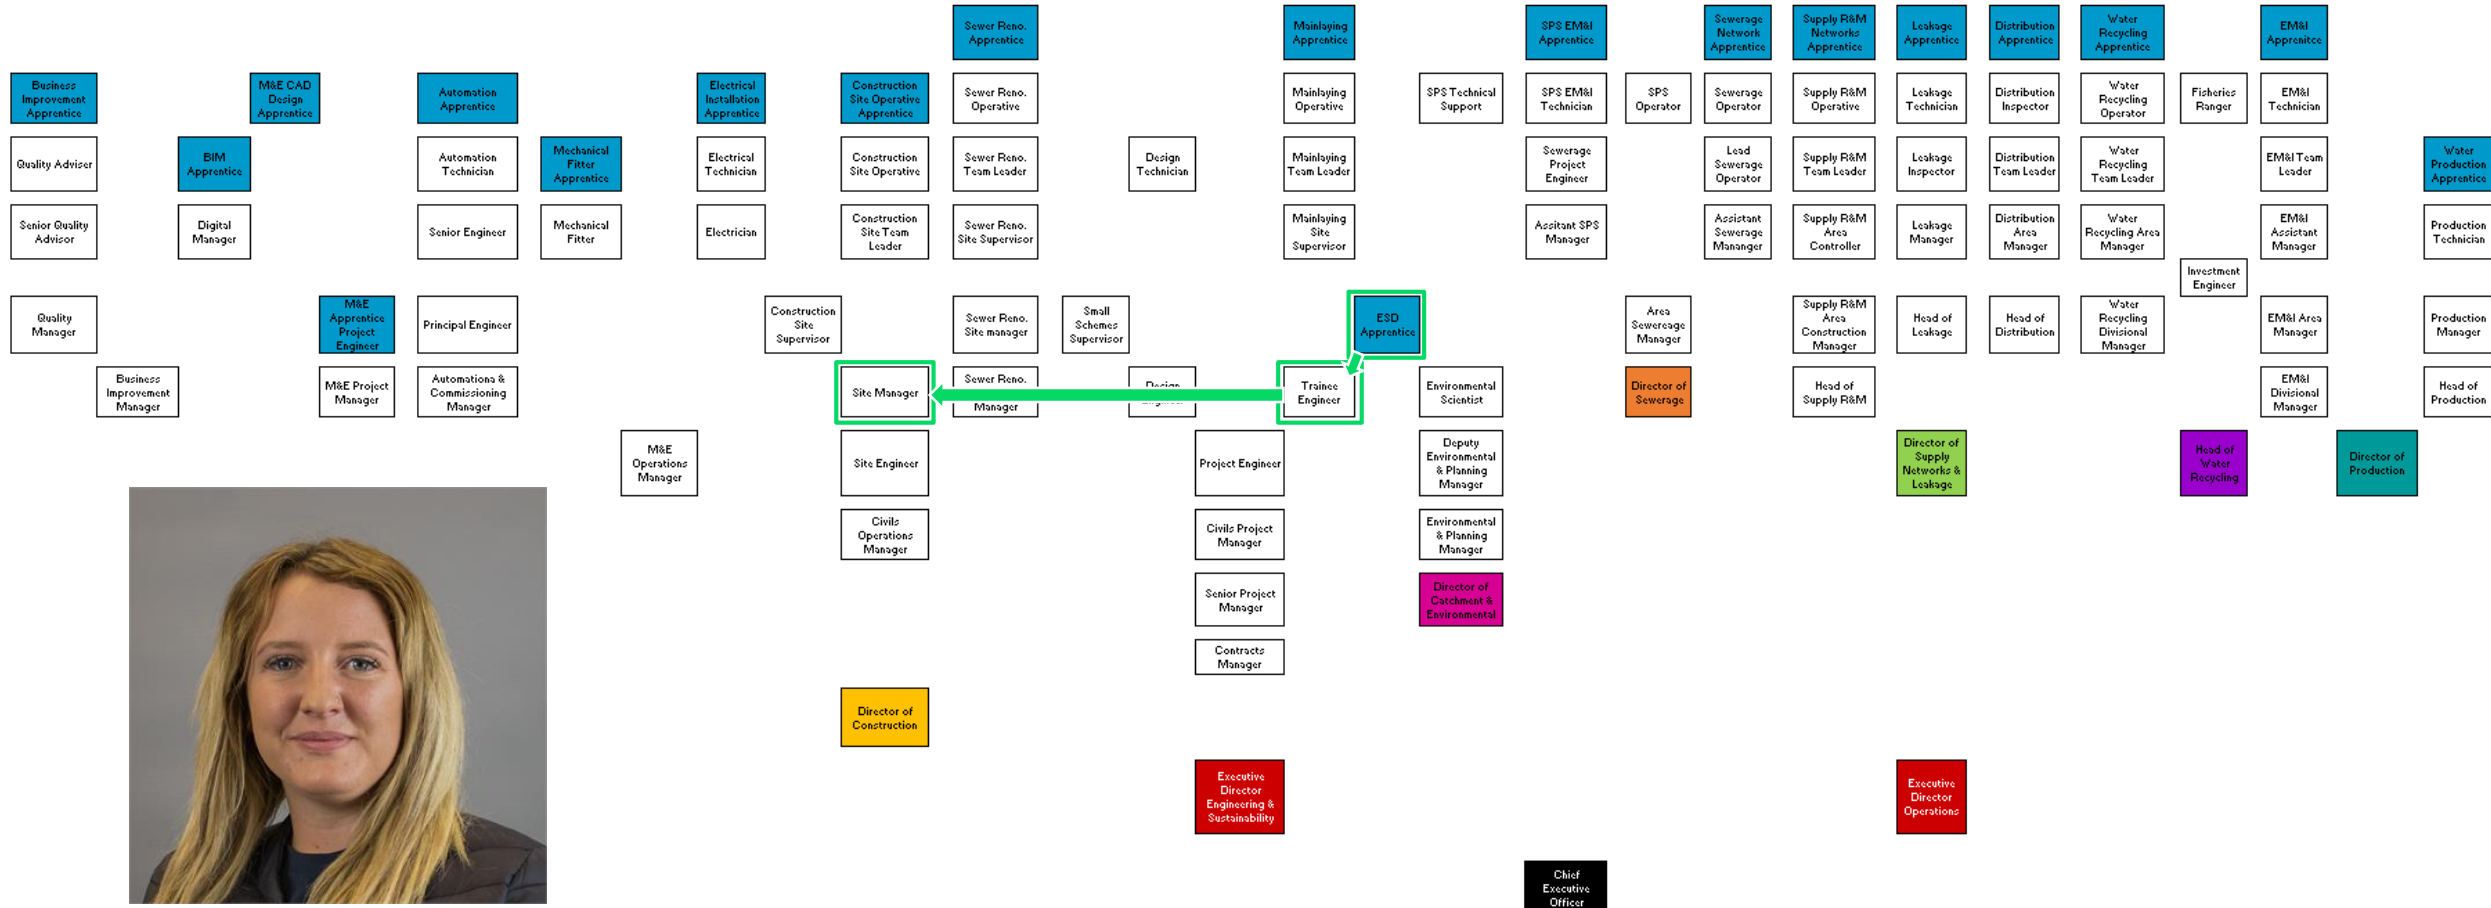 Sewer Reno.
Apprentice
Mainlaying
Apprentice
SPS EM&I
Apprentice
Sewerage
Network
Apprentice
Supply R&M
Networks
Apprentice
Leakage
Apprentice
Distribution
Apprentice
Water
Recycling
Apprentice
EM&I
Apprenitce
Business
Improvement
Apprentice
M&E CAD
Design
Apprentice
Automation
Apprentice
Electrical
Installation
Apprentice
Construction
Site Operative
Apprentice
Sewer Reno.
Operative
Mainlaying
Operative
SPS Technical
Support
SPS EM&I
Technician
SPS
Operator
Sewerage
Operator
Supply R&M
Operative
Leakage
Technician
Distribution
Inspector
Water
Recycling
Operator
Fisheries
Ranger
EM&I
Technician
Quality Adviser
BIM
Apprentice
Automation
Technician
Mechanical
Fitter
Apprentice
Electrical
Technician
Construction
Site Operative
Sewer Reno.
Team Leader
Design
Technician
Mainlaying
Team Leader
Sewerage
Project
Engineer
Lead
Sewerage
Operator
Supply R&M
Team Leader
Leakage
Inspector
Distribution
Team Leader
Water
Recycling
Team Leader
EM&I Team
Leader
Water
Production
Apprentice
Senior Quality
Advisor
Digital
Manager
Senior Engineer
Mechanical
Fitter
Electrician
Construction
Site Team
Leader
Sewer Reno.
Site Supervisor
Mainlaying
Site
Supervisor
Assitant SPS
Manager
Assistant
Sewerage
Mananger
Supply R&M
Area
Controller
Leakage
Manager
Distribution
Area
Manager
Water
Recycling Area
Manager
EM&I
Assistant
Manager
Production
Technician
Investment
Engineer
Quality
Manager
M&E
Apprentice
Project
Engineer
Principal Engineer
Construction
Site
Supervisor
Sewer Reno.
Site manager
Small
Schemes
Supervisor
ESD
Apprentice
Area
Sewereage
Manager
Supply R&M
Area
Construction
Manager
Head of
Leakage
Head of
Distribution
Water
Recycling
Divisional
Manager
EM&I Area
Manager
Production
Manager
Business
Improvement
Manager
M&E Project
Manager
Automationa &
Commissioning
Manager
Site Manager
Sewer Reno.
Manager
Design
Trainee
Engineer
Environmental
Scientist
Director of
Sewerage
Head of
Supply R&M
EM&I
Divisional
Manager
Head of
Production
M&E
Operations
Manager
Site Engineer
Project Engineer
Deputy
Environmental
& Planning
Manager
Director of
Supply
Networks &
Leakage
Head of
Water
Recycling
Director of
Production
Civils
Operations
Manager
Civils Project
Manager
Environmental
& Planning
Manager
Senior Project
Manager
Director of
Catchment &
Environmental
Contracts
Manager
Director of
Construction
Executive
Director
Engineering &
Sustainability
Executive
Director
Operations
Chief
Executive
Officer